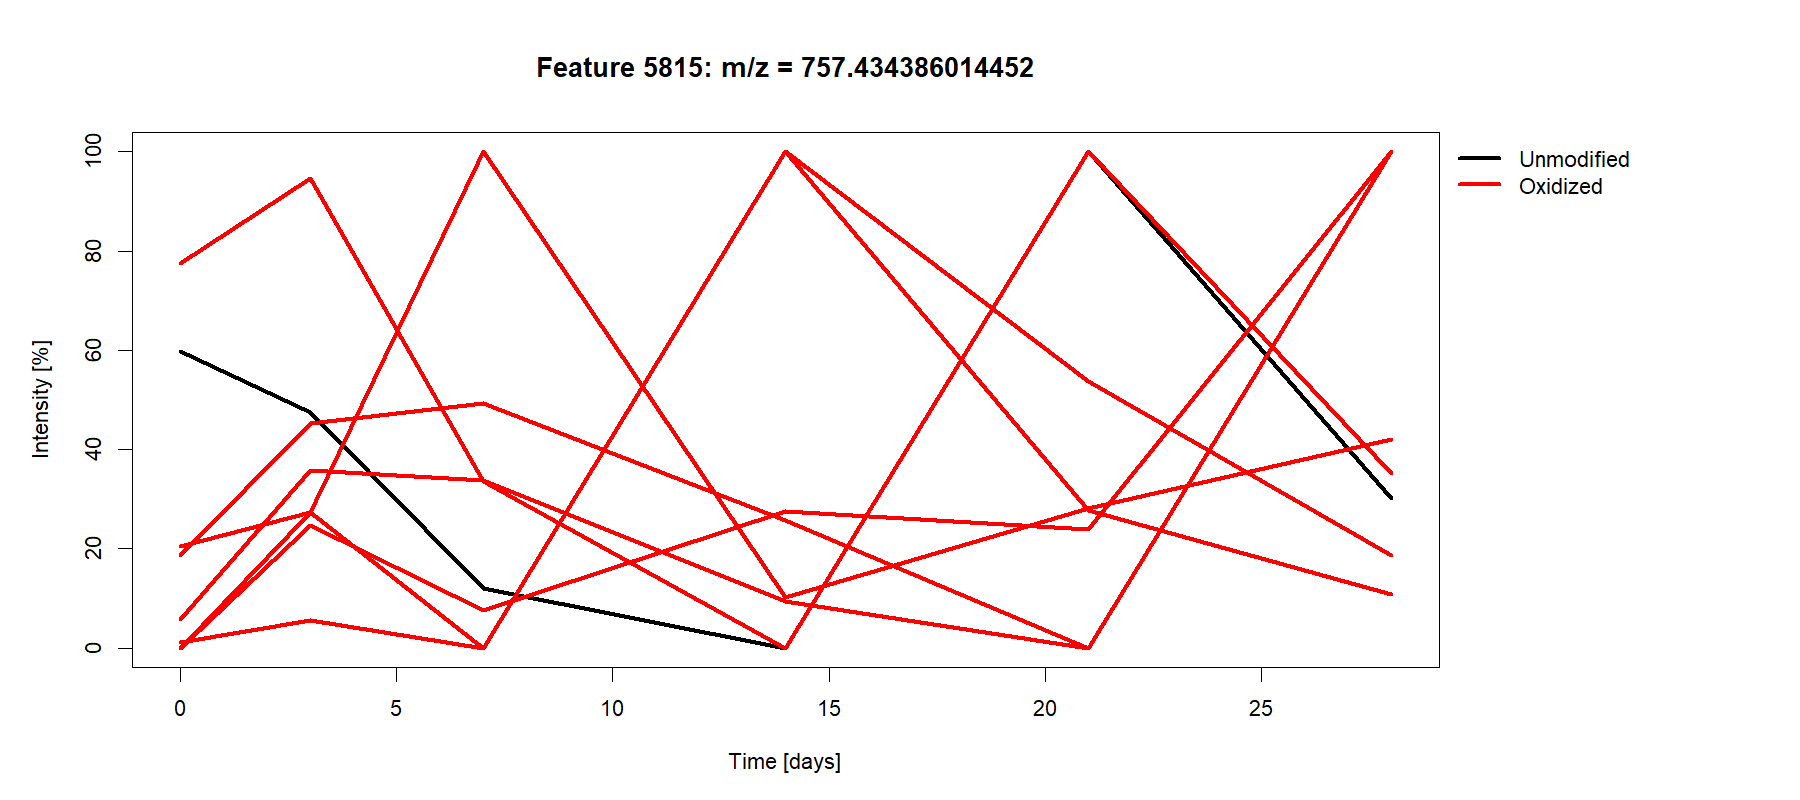 Feature 5815: m/z = 757.434386014452
Unmodified
Oxidized
Intensity [%]
100
80
60
40
20
0
0 5 10 15 20 25
Time [days]